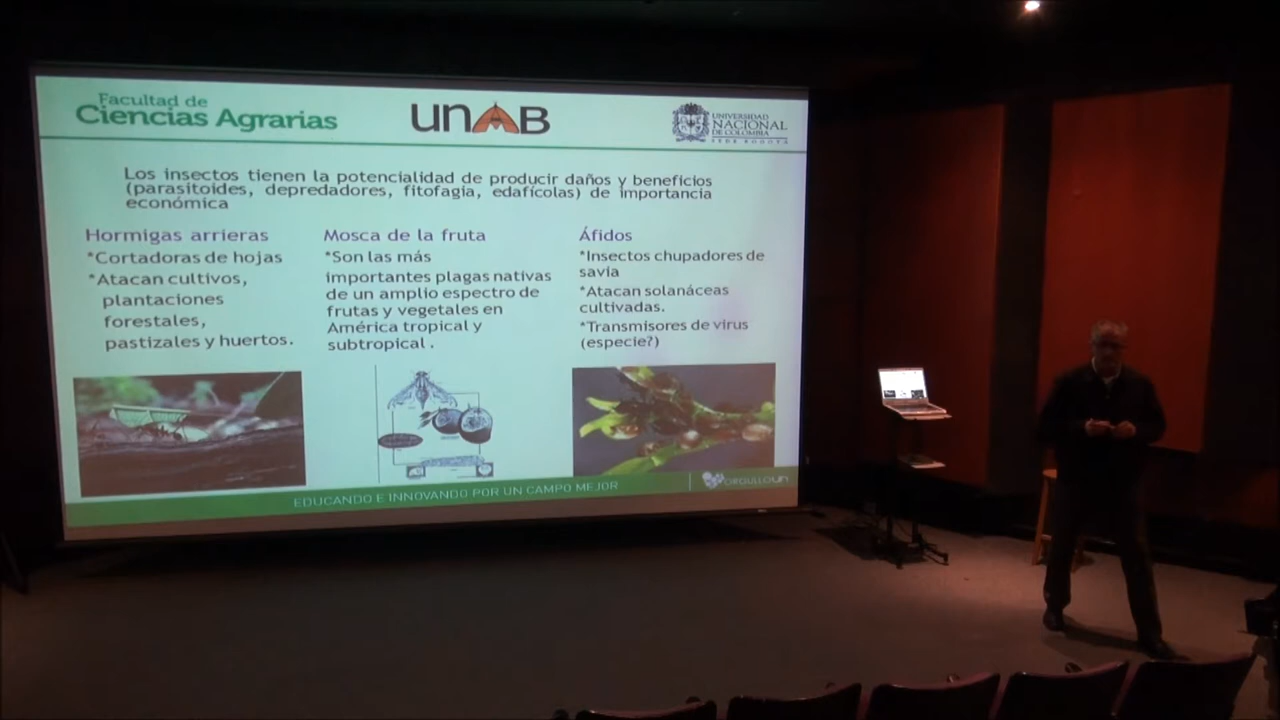 Facultad de
Ciencias Agrarias
UNAB
UNIVERSIDAD
NACIONAL
DE COLOMBIA
SEDE BOGOTÁ
Los insectos tienen la potencialidad de producir daños y beneficios
(parasitoides, depredadores, fitofagia, edafícolas) de importancia
económica
Hormigas arrieras
*Cortadoras de hojas
*Atacan cultivos,
plantaciones
forestales,
pastizales y huertos.
Mosca de la fruta
*Son las más
importantes plagas nativas
de un amplio espectro de
frutas y vegetales en
América tropical y
subtropical .
Áfidos
*Insectos chupadores de
savia
*Atacan solanáceas
cultivadas.
*Transmisores de virus
(especie?)
EDUCANDO E INNOVANDO POR UN CAMPO MEJOR
ORGULLOUN